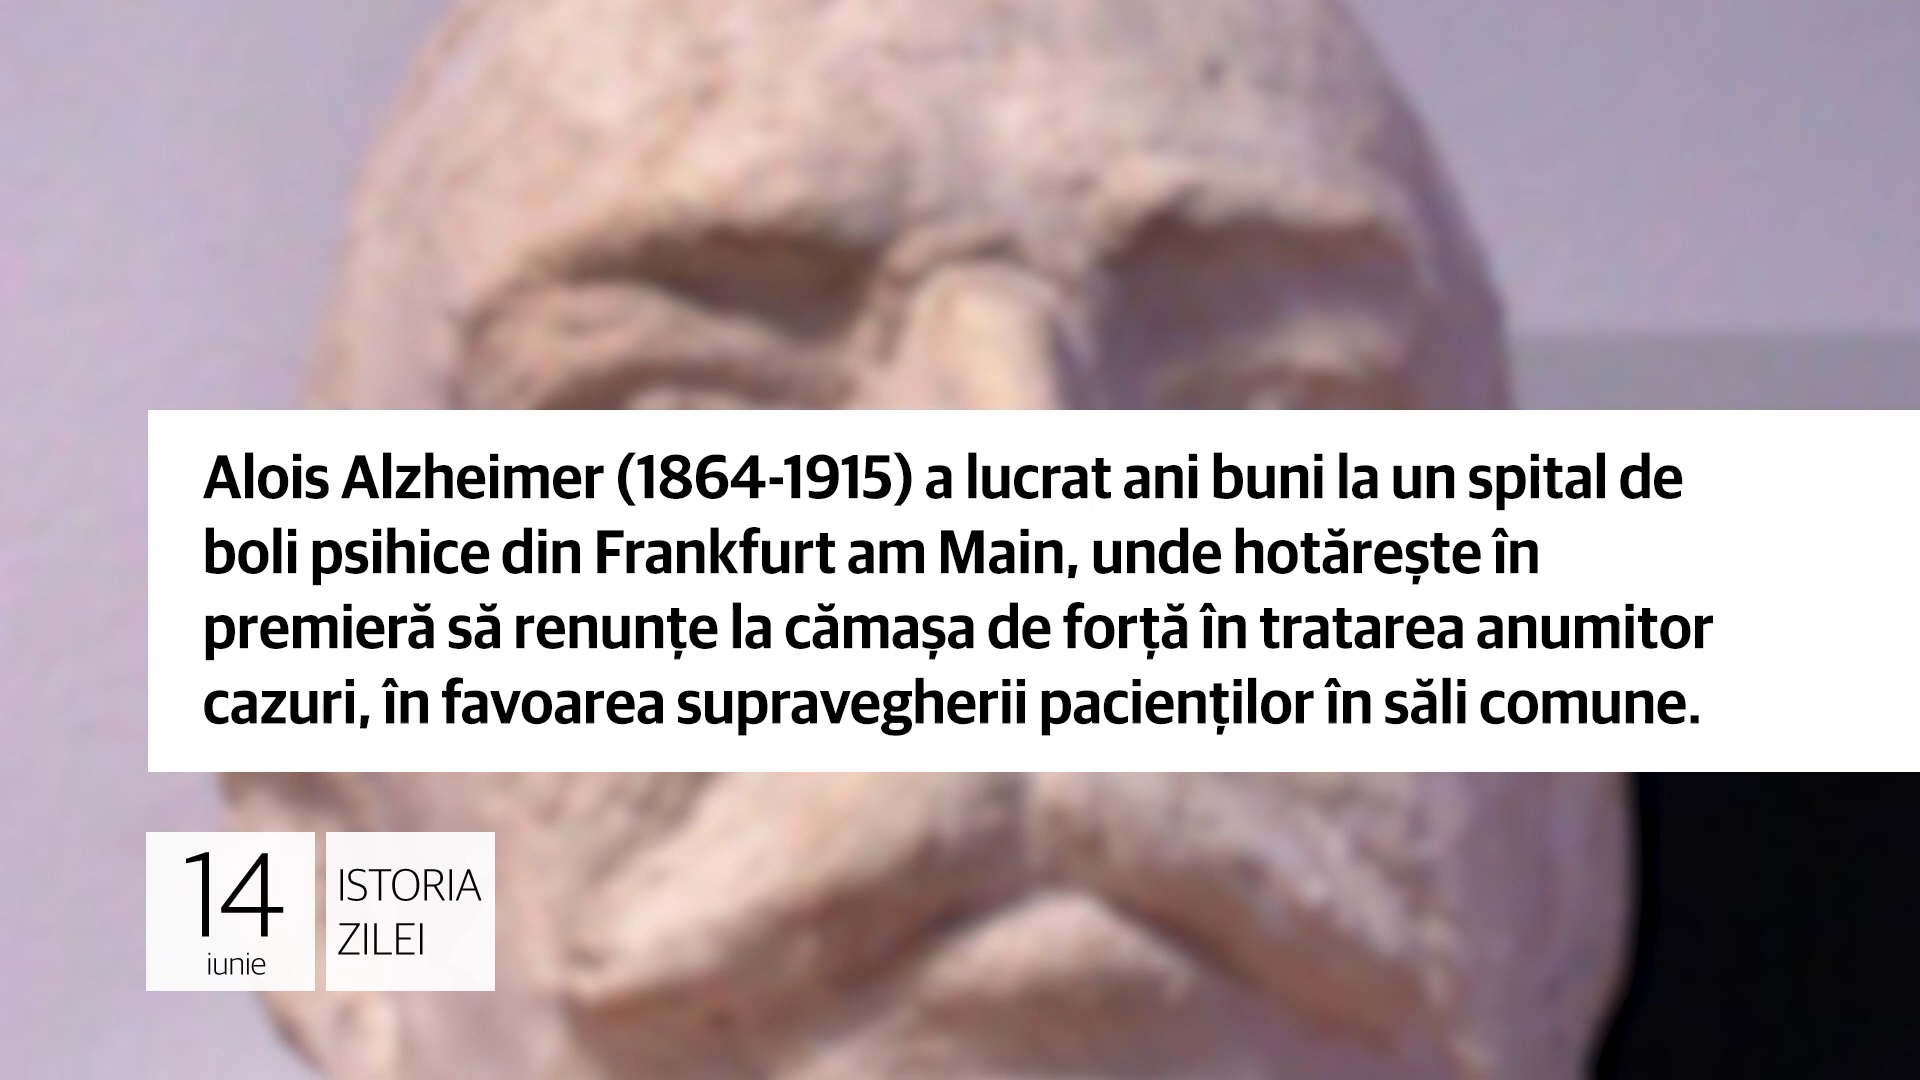 Alois Alzheimer (1864-1915) a lucrat ani buni la un spital de
boli psihice din Frankfurt am Main, unde hotărește în
premieră să renunțe la cămașa de forță în tratarea anumitor
cazuri, în favoarea supravegherii pacienților în săli comune.
14
iunie
ISTORIA
ZILEI